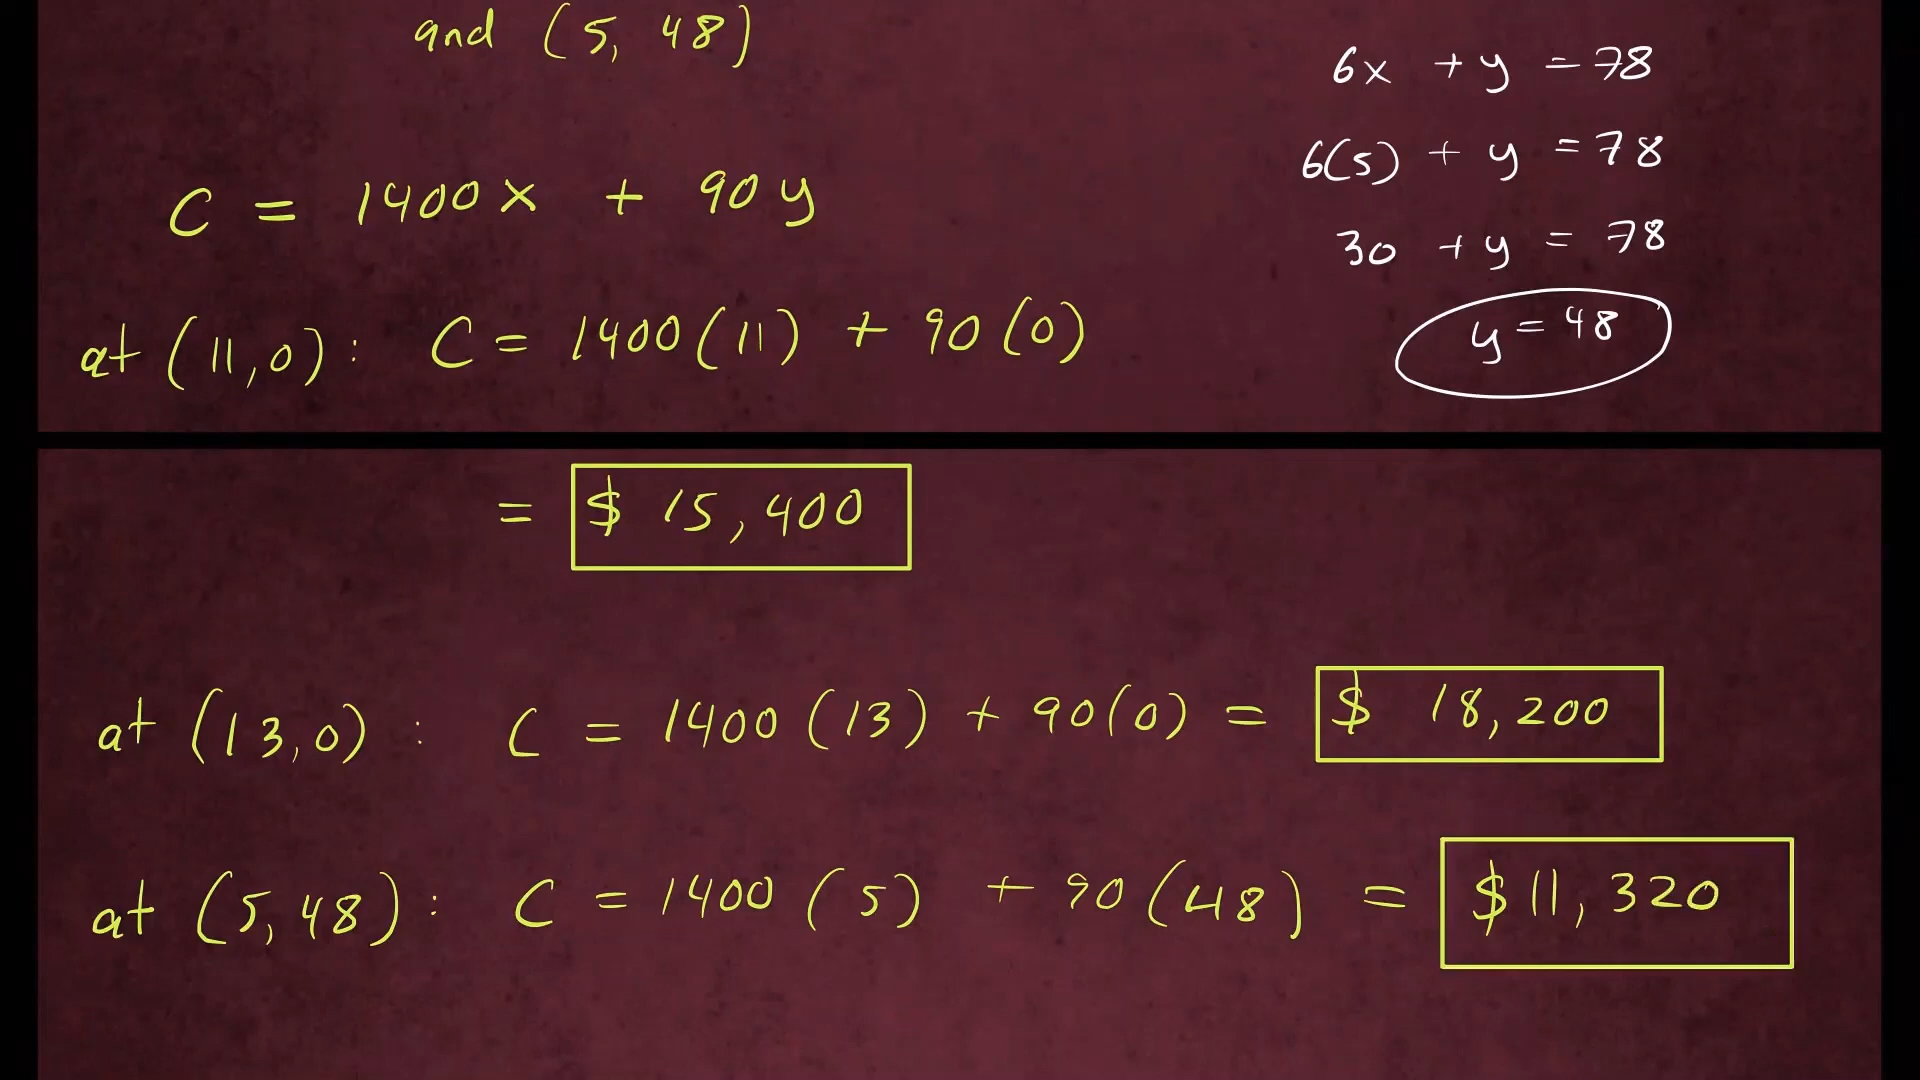 and (5, 48)
C = 1400x + 90y
at (11,0): C = 1400(11) + 90(0)
6x + y = 78
6(5) + y = 78
30 + y = 78
y = 48
= $ 15,400
at (13,0): C = 1400(13) + 90(0) = $ 18,200
at (5,48): C = 1400(5) + 90(48) = $11,320